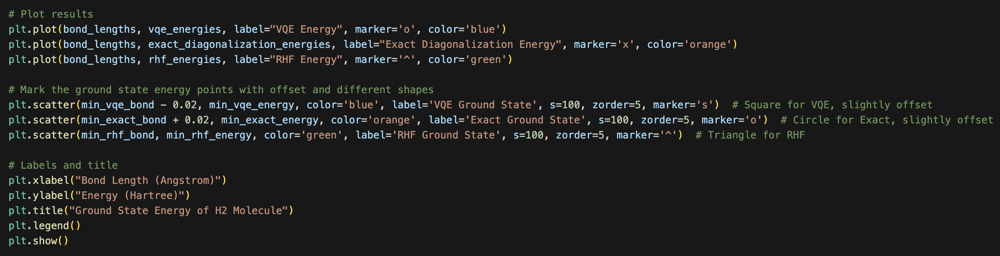 # Plot results
plt.plot(bond_lengths, vqe_energies, label="VQE Energy", marker='o', color='blue')
plt.plot(bond_lengths, exact_diagonalization_energies, label="Exact Diagonalization Energy", marker='x', color='orange')
plt.plot(bond_lengths, rhf_energies, label="RHF Energy", marker='^', color='green')
# Mark the ground state energy points with offset and different shapes
plt.scatter(min_vqe_bond - 0.02, min_vqe_energy, color='blue', label='VQE Ground State', s=100, zorder=5, marker='s')  # Square for VQE, slightly offset
plt.scatter(min_exact_bond + 0.02, min_exact_energy, color='orange', label='Exact Ground State', s=100, zorder=5, marker='o')  # Circle for Exact, slightly offset
plt.scatter(min_rhf_bond, min_rhf_energy, color='green', label='RHF Ground State', s=100, zorder=5, marker='^')  # Triangle for RHF
# Labels and title
plt.xlabel("Bond Length (Angstrom)")
plt.ylabel("Energy (Hartree)")
plt.title("Ground State Energy of H2 Molecule")
plt.legend()
plt.show()